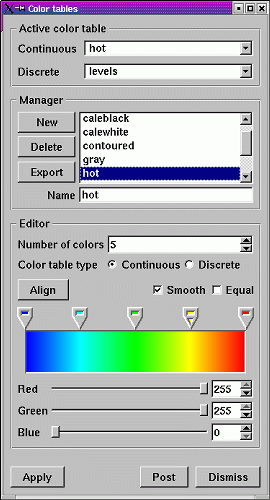 Color tables
Active color table
Continuous hot
Discrete levels
Manager
New
Delete
Export
caleblack
calewhite
contoured
gray
hot
Name hot
Editor
Number of colors 5
Color table type Continuous Discrete
Align Smooth Equal
Red 255
Green 255
Blue 0
Apply Post Dismiss